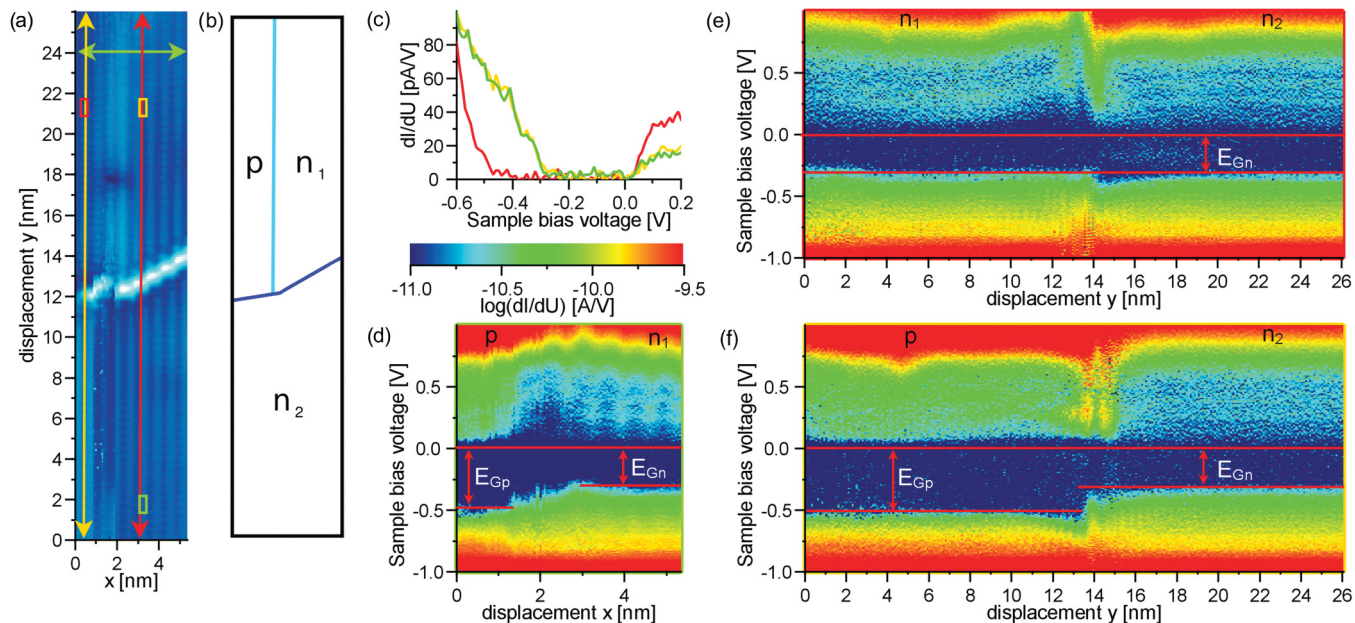 (a)
26
24
22
20
18
16
14
12
10
8
6
4
2
0
displacement y [nm]
0 2 4
x [nm]
(b)
p n1
n2
(c)
80
60
40
20
0
dI/dU [pA/V]
-0.6 -0.4 -0.2 0.0 0.2
Sample bias voltage [V]
-11.0 -10.5 -10.0 -9.5
log(dI/dU) [A/V]
(d)
p n1
0.5
0.0
-0.5
-1.0
Sample bias voltage [V]
EGp EGn
0 2 4
displacement x [nm]
(e)
n1 n2
0.5
0.0
-0.5
-1.0
Sample bias voltage [V]
EGn
0 2 4 6 8 10 12 14 16 18 20 22 24 26
displacement y [nm]
(f)
p n2
0.5
0.0
-0.5
-1.0
Sample bias voltage [V]
EGp EGn
0 2 4 6 8 10 12 14 16 18 20 22 24 26
displacement y [nm]